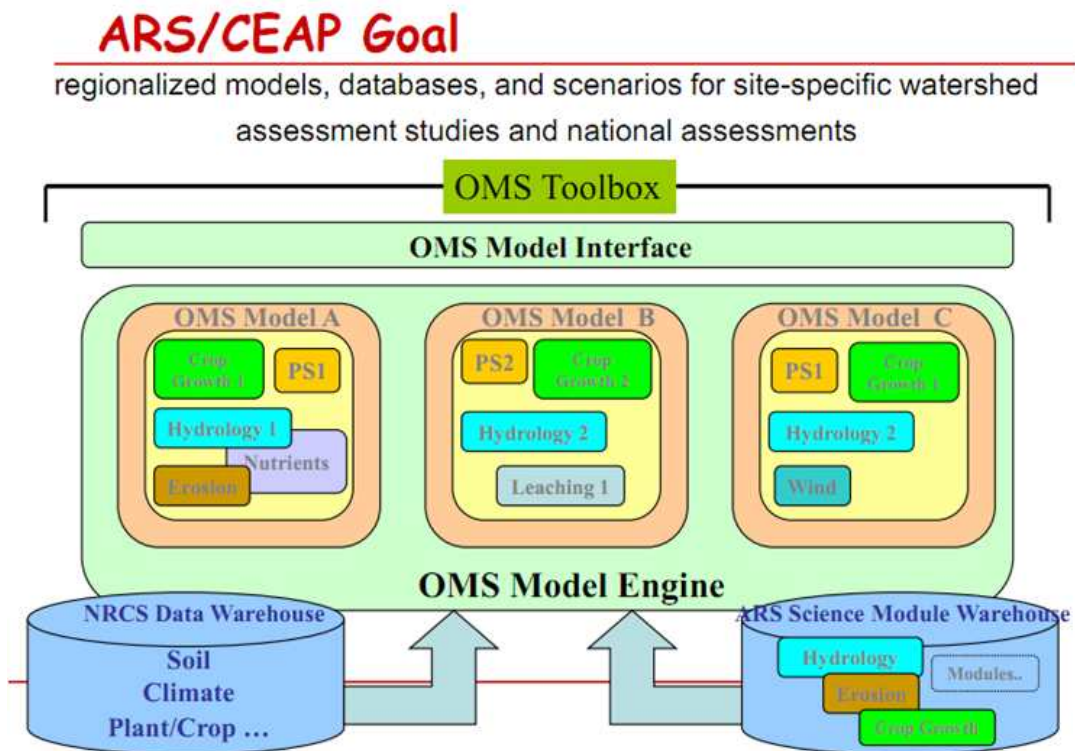 ARS/CEAP Goal
regionalized models, databases, and scenarios for site-specific watershed
assessment studies and national assessments
OMS Toolbox
OMS Model Interface
OMS Model A
Crop
Growth 1
PS1
Hydrology 1
Nutrients
Erosion
OMS Model B
PS2
Crop
Growth 2
Hydrology 2
Leaching 1
OMS Model C
PS1
Crop
Growth 1
Hydrology 2
Wind
OMS Model Engine
NRCS Data Warehouse
Soil
Climate
Plant/Crop ...
ARS Science Module Warehouse
Hydrology
Modules..
Erosion
Crop Growth